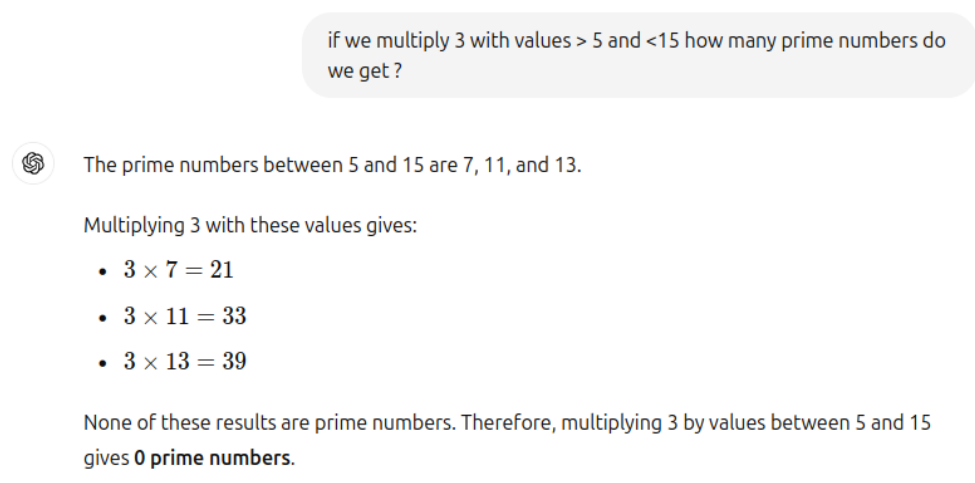 if we multiply 3 with values > 5 and <15 how many prime numbers do
we get ?
The prime numbers between 5 and 15 are 7, 11, and 13.
Multiplying 3 with these values gives:
• 3 × 7 = 21
• 3 × 11 = 33
• 3 × 13 = 39
None of these results are prime numbers. Therefore, multiplying 3 by values between 5 and 15
gives 0 prime numbers.